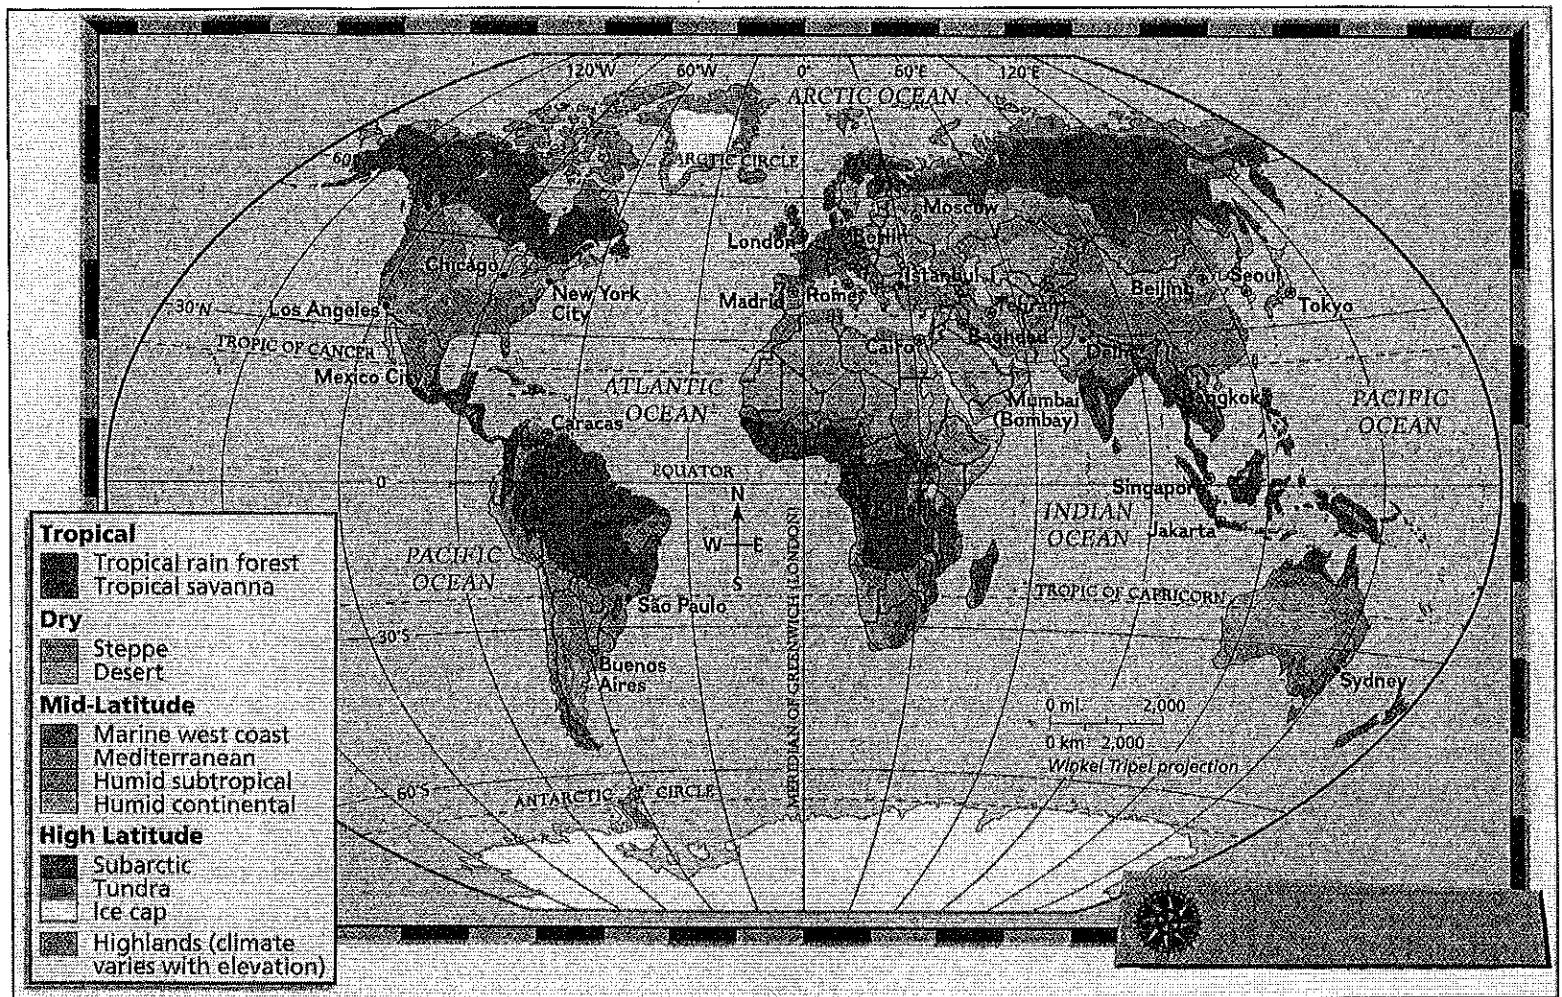 120°W 60°W 0° 60°E 120°E
ARCTIC OCEAN
ARCTIC CIRCLE
Moscow
London
Berlin
Chicago
Istanbul
Seoul
Beijing
New York
City
Madrid
Rome
Tehran
Tokyo
30°N
Los Angeles
TROPIC OF CANCER
Cairo
Baghdad
Delhi
Mexico City
ATLANTIC
OCEAN
Mumbai
(Bombay)
Bangkok
PACIFIC
OCEAN
Caracas
EQUATOR
0
N
W E
S
Singapore
INDIAN
OCEAN
Jakarta
PACIFIC
OCEAN
MERIDIAN OF GREENWICH (LONDON)
TROPIC OF CAPRICORN
São Paulo
30°S
Buenos
Aires
Sydney
0 mi. 2,000
0 km 2,000
Winkel Tripel projection
60°S
ANTARCTIC CIRCLE
Tropical
Tropical rain forest
Tropical savanna
Dry
Steppe
Desert
Mid-Latitude
Marine west coast
Mediterranean
Humid subtropical
Humid continental
High Latitude
Subarctic
Tundra
Ice cap
Highlands (climate
varies with elevation)